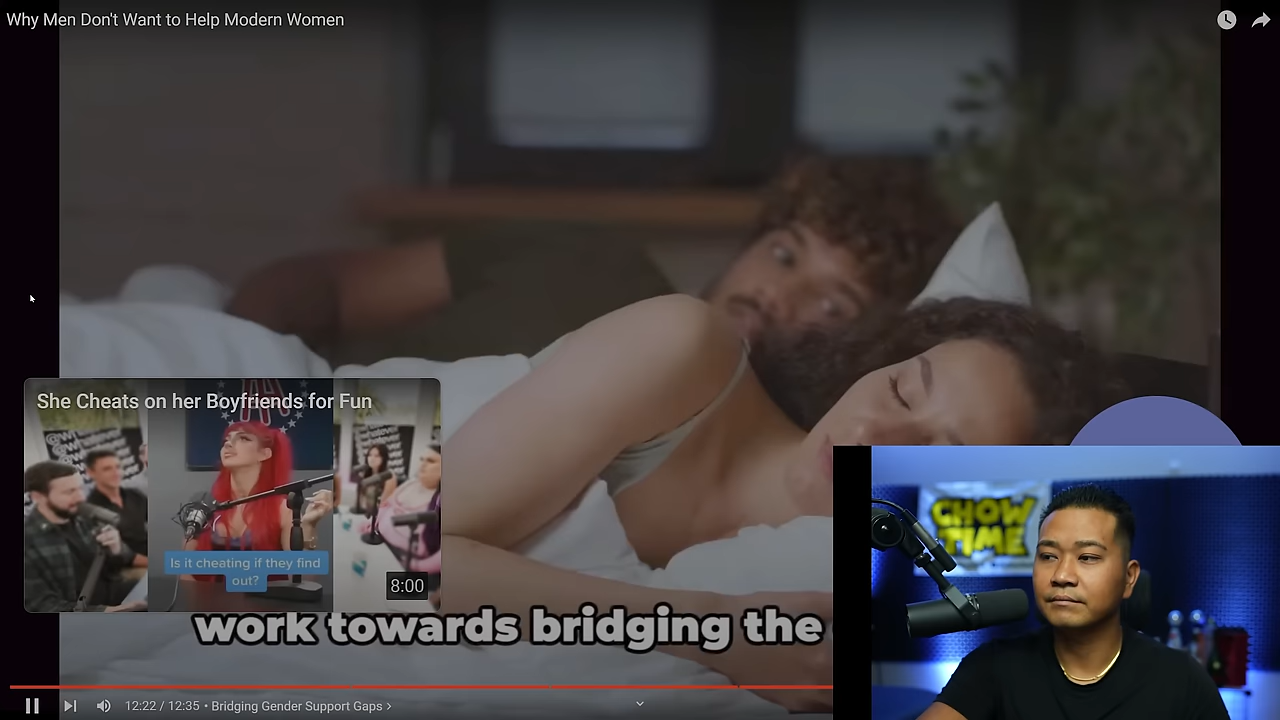 Why Men Don't Want to Help Modern Women
She Cheats on her Boyfriends for Fun
Is it cheating if they find
out?
8:00
work towards bridging the
CHOW
TIME
12:22 / 12:35 • Bridging Gender Support Gaps ›